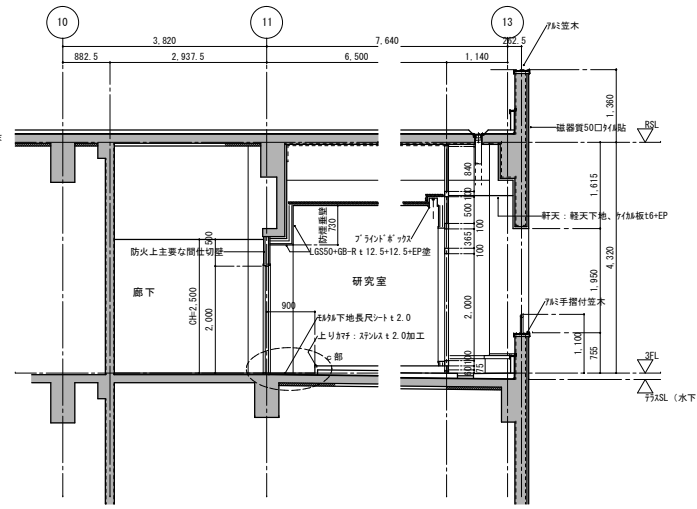 10
11
13
3,820
7,640
262.5
882.5
2,937.5
6,500
1,140
アルミ笠木
1,360
磁器質50口タイル貼
RSL
840
100
500
100
365
100
1,615
軒天：軽天下地、ケイカル板t6+EP
防煙垂壁
730
ブラインドボックス
500
防火上主要な間仕切壁
LGS50+GB-R t 12.5+12.5+EP塗
4,320
研究室
廊下
CH=2,500
2,000
900
2,000
1,950
アルミ手摺付笠木
モルタル下地長尺シート t 2.0
上りカマチ：ステンレス t 2.0加工
c 部
1,100
755
100
75
3FL
テラスSL (水下